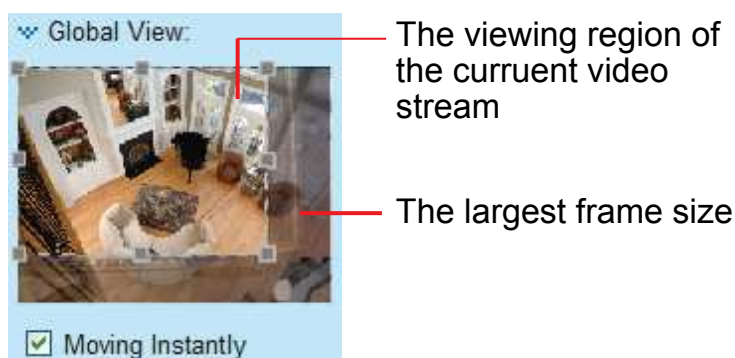 Global View:
The viewing region of
the curruent video
stream
The largest frame size
Moving Instantly